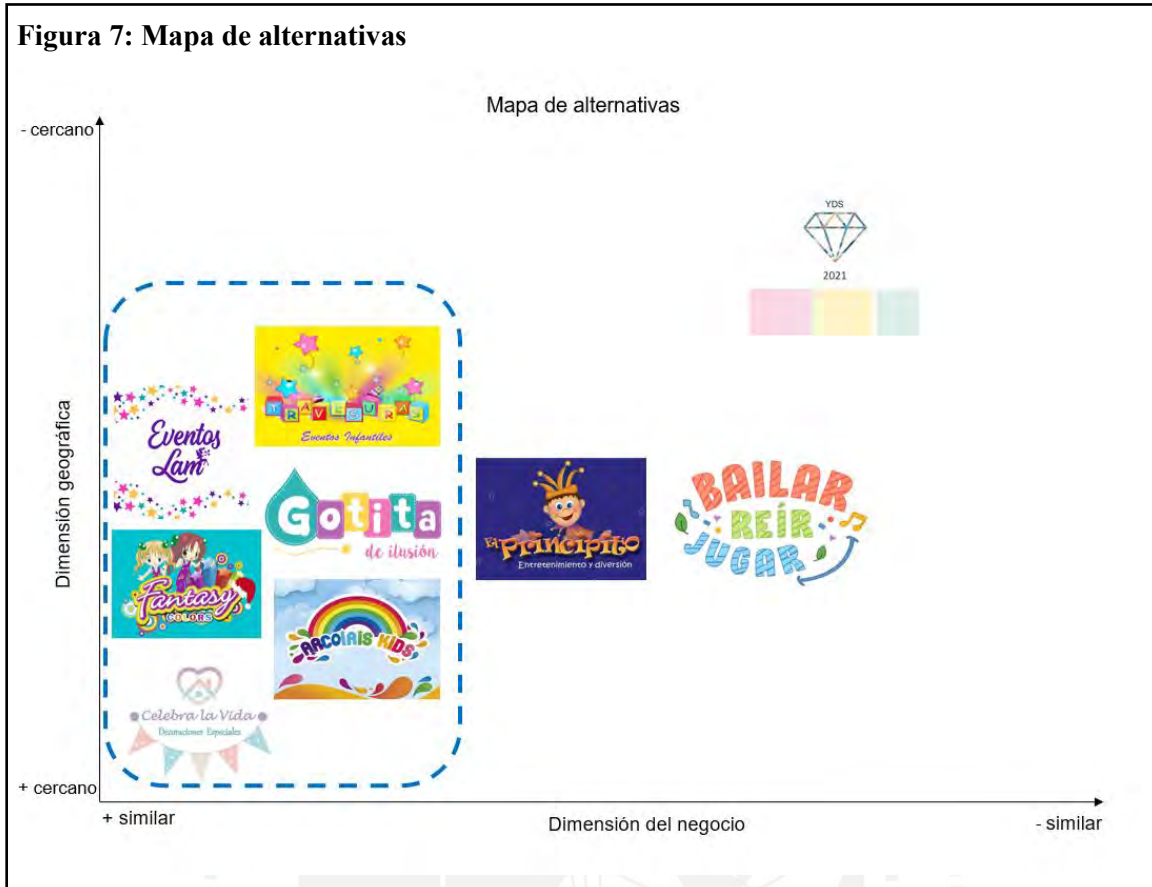 Figura 7: Mapa de alternativas
Mapa de alternativas
- cercano
YDS
2021
TRAVESURAS
Eventos Infantiles
Eventos
Lam
Gotita
de ilusión
El Principito
Entretenimiento y diversión
BAILAR
REÍR
JUGAR
Dimensión geográfica
Fantasy
COLORS
ARCOIRIS KIDS
Celebra la Vida
Decoraciones Especiales
+ cercano
+ similar
Dimensión del negocio
- similar